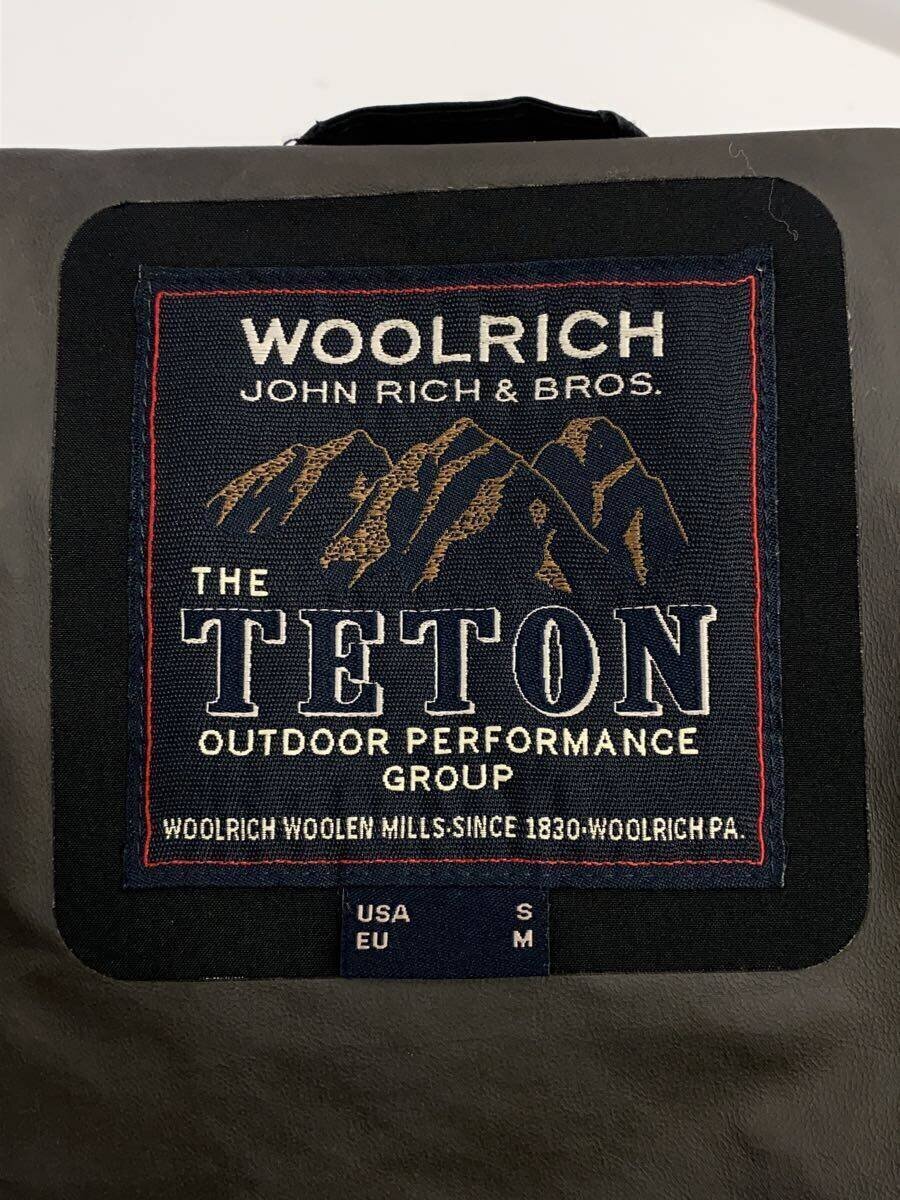 WOOLRICH
JOHN RICH & BROS.
THE
TETON
OUTDOOR PERFORMANCE
GROUP
WOOLRICH WOOLEN MILLS·SINCE 1830·WOOLRICH PA.
USA S
EU M